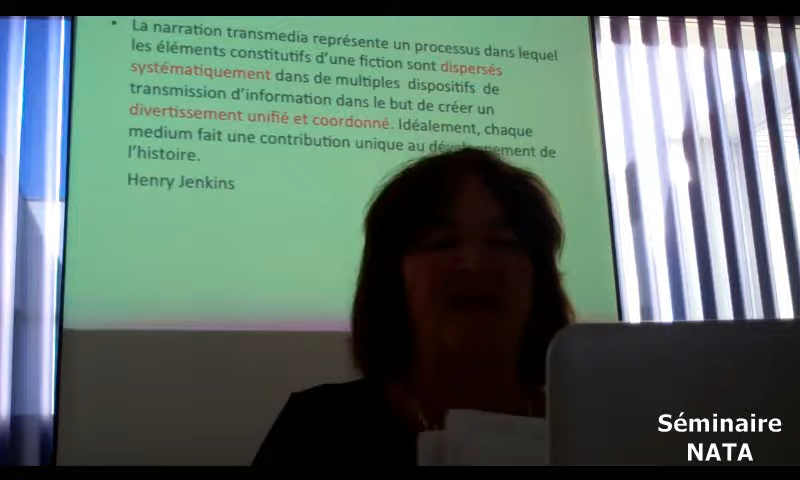 • La narration transmedia représente un processus dans lequel
les éléments constitutifs d'une fiction sont dispersés
systématiquement dans de multiples dispositifs de
transmission d'information dans le but de créer un
divertissement unifié et coordonné. Idéalement, chaque
medium fait une contribution unique au de
l'histoire.
Henry Jenkins
Séminaire
NATA